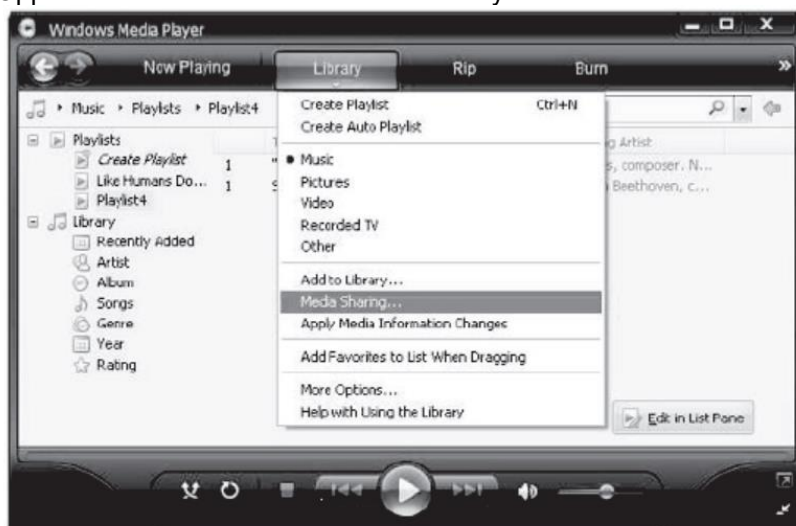 Windows Media Player
Now Playing Library Rip Burn »
Music ▸ Playlists ▸ Playlist4
Playlists
Create Playlist
Like Humans Do...
Playlist4
Library
Recently Added
Artist
Album
Songs
Genre
Year
Rating
1
1
Create Playlist Ctrl+N
Create Auto Playlist
Music
Pictures
Video
Recorded TV
Other
Add to Library...
Media Sharing...
Apply Media Information Changes
Add Favorites to List When Dragging
More Options...
Help with Using the Library
Artist
composer. N...
Beethoven, c...
Edit in List Pane